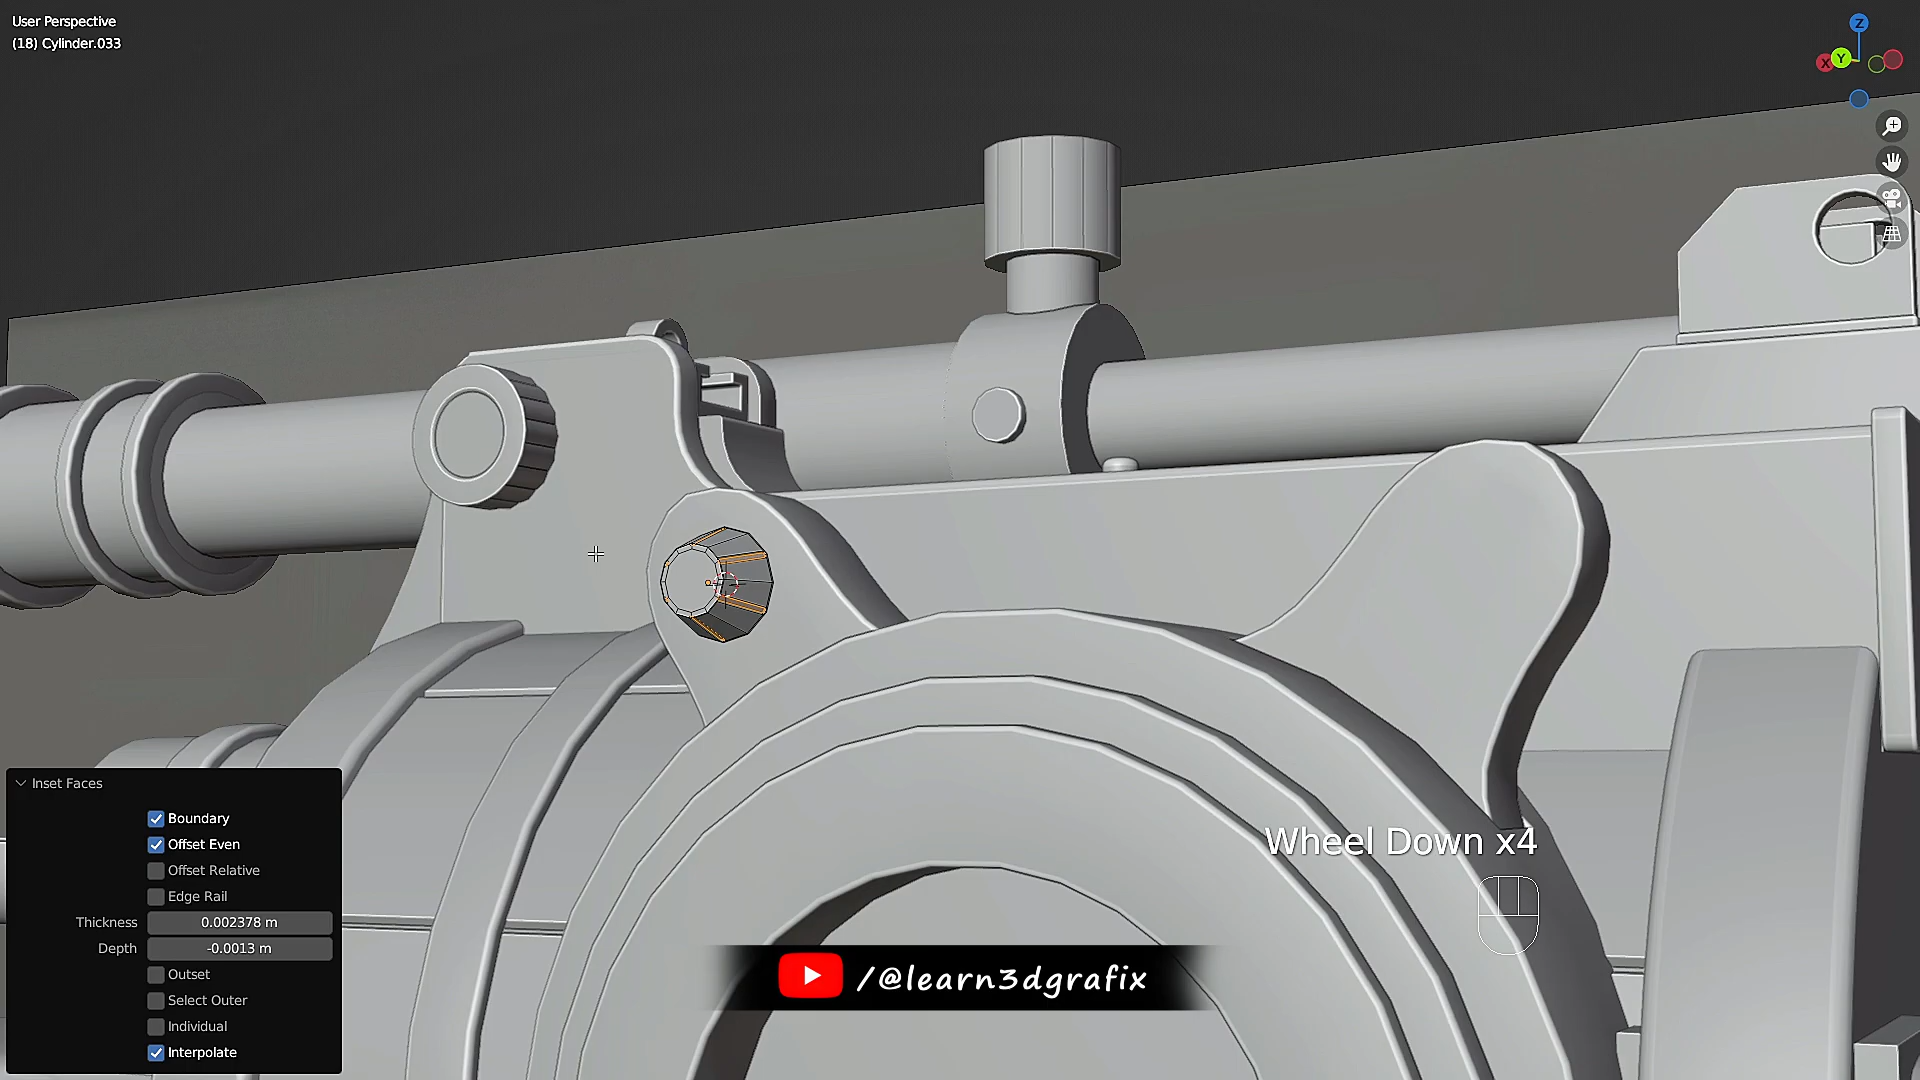 User Perspective
(18) Cylinder.033
Z
X Y
Inset Faces
Boundary
Offset Even
Offset Relative
Edge Rail
Thickness 0.002378 m
Depth -0.0013 m
Outset
Select Outer
Individual
Interpolate
Wheel Down x4
/@learn3dgrafix